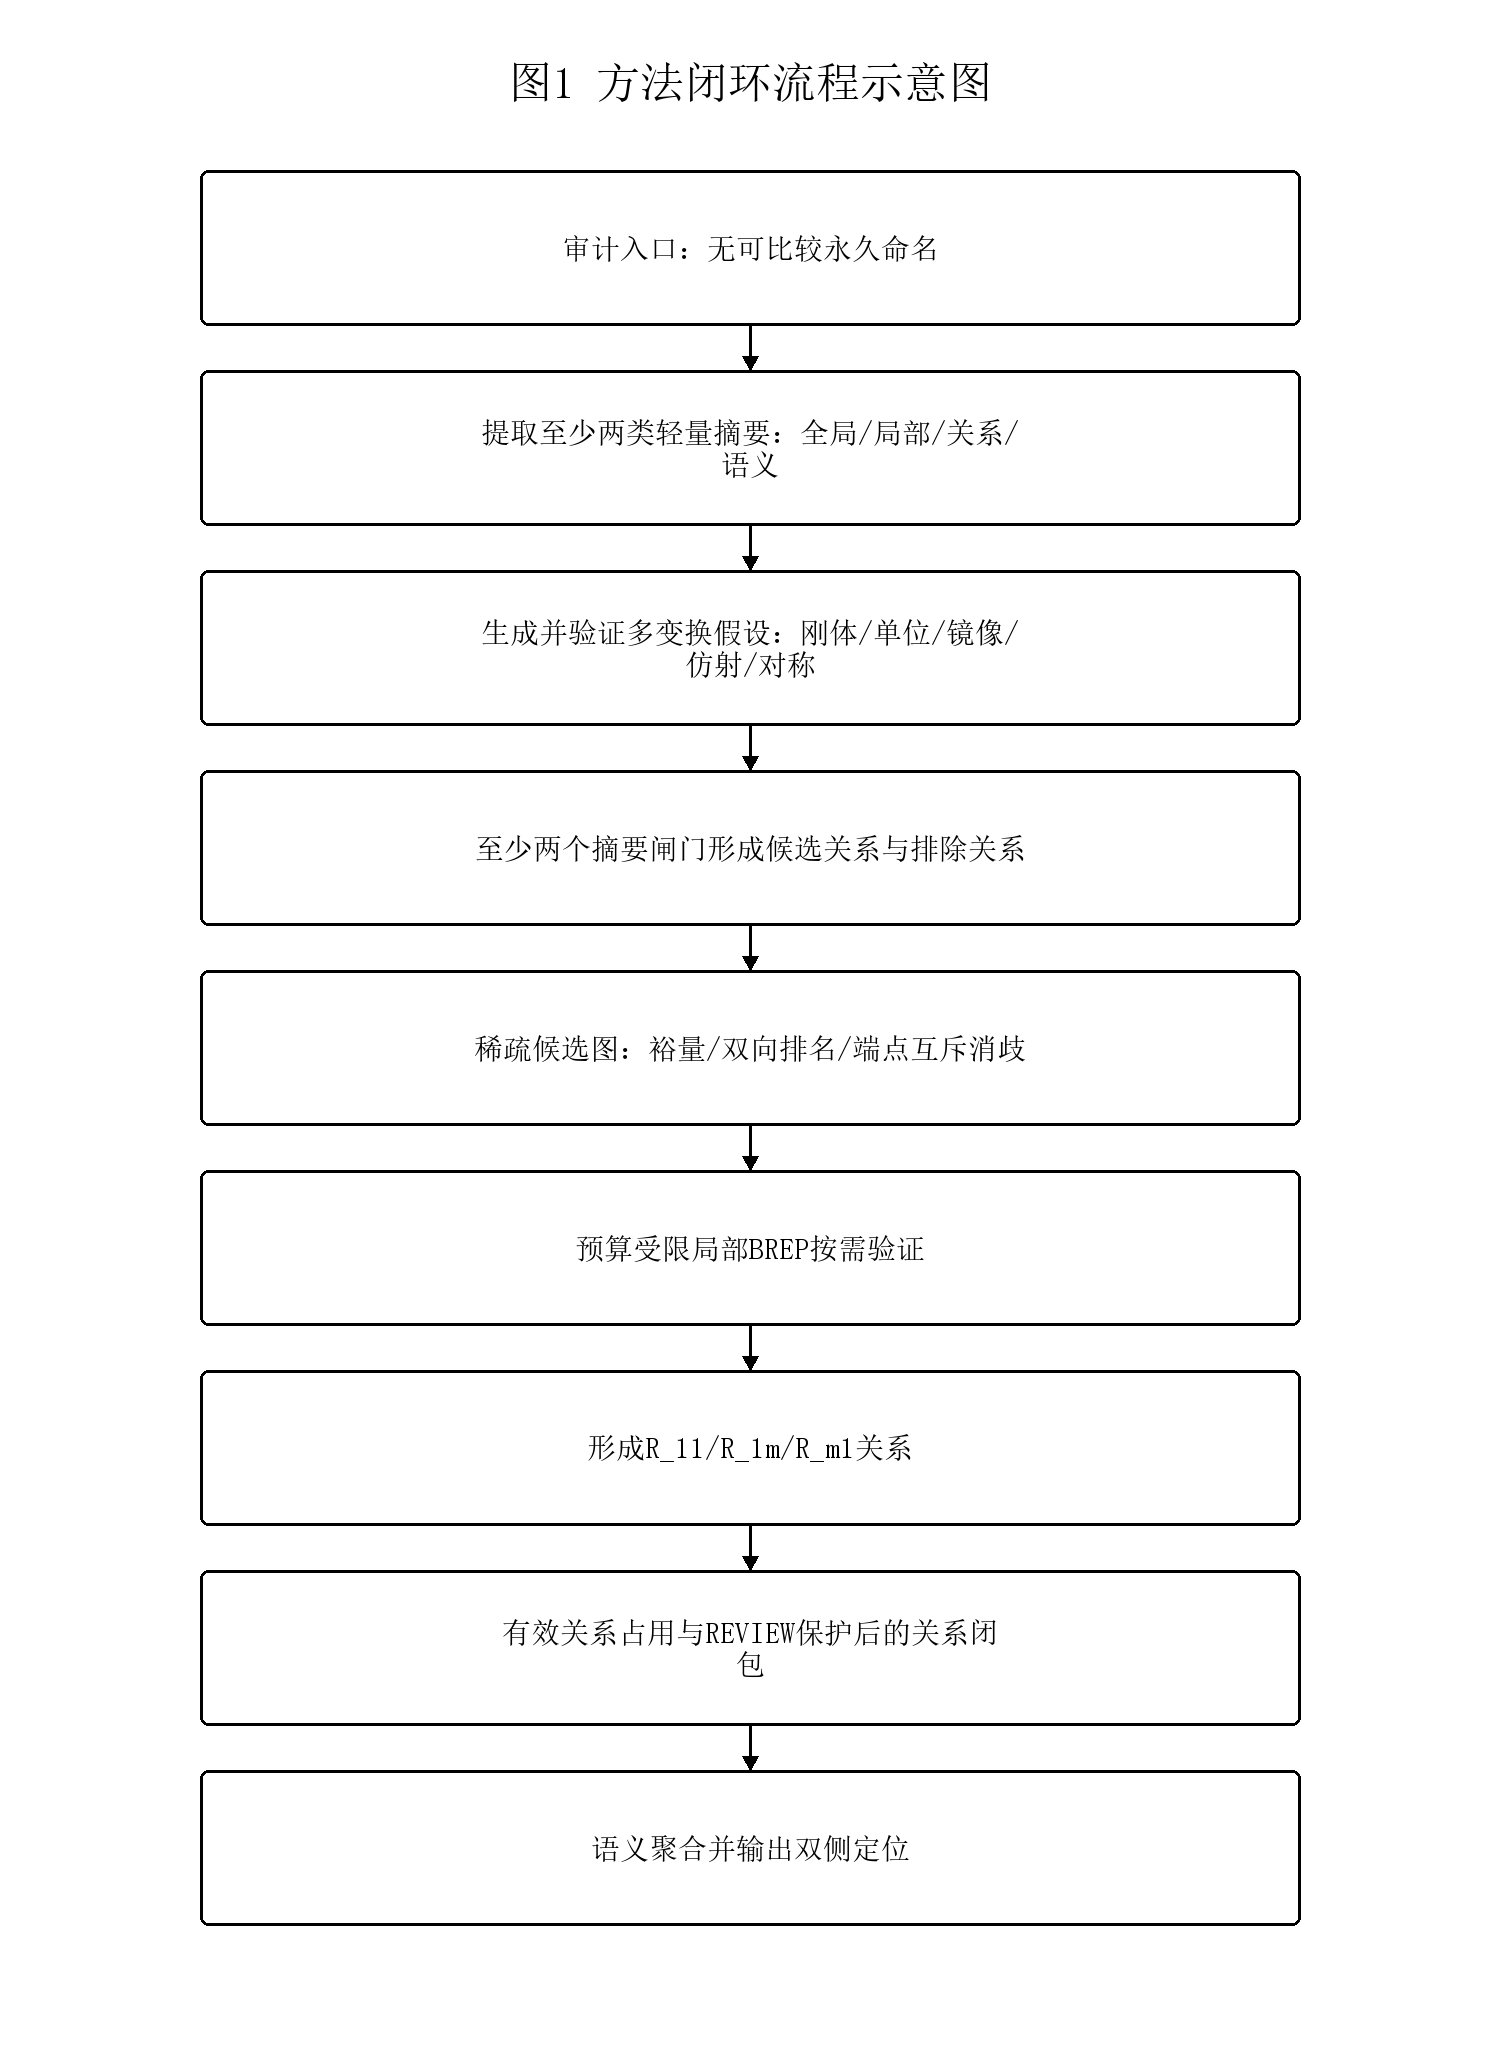 图1 方法闭环流程示意图
审计入口：无可比较永久命名
提取至少两类轻量摘要：全局/局部/关系/
语义
生成并验证多变换假设：刚体/单位/镜像/
仿射/对称
至少两个摘要闸门形成候选关系与排除关系
稀疏候选图：裕量/双向排名/端点互斥消歧
预算受限局部BREP按需验证
形成R_11/R_1m/R_m1关系
有效关系占用与REVIEW保护后的关系闭
包
语义聚合并输出双侧定位